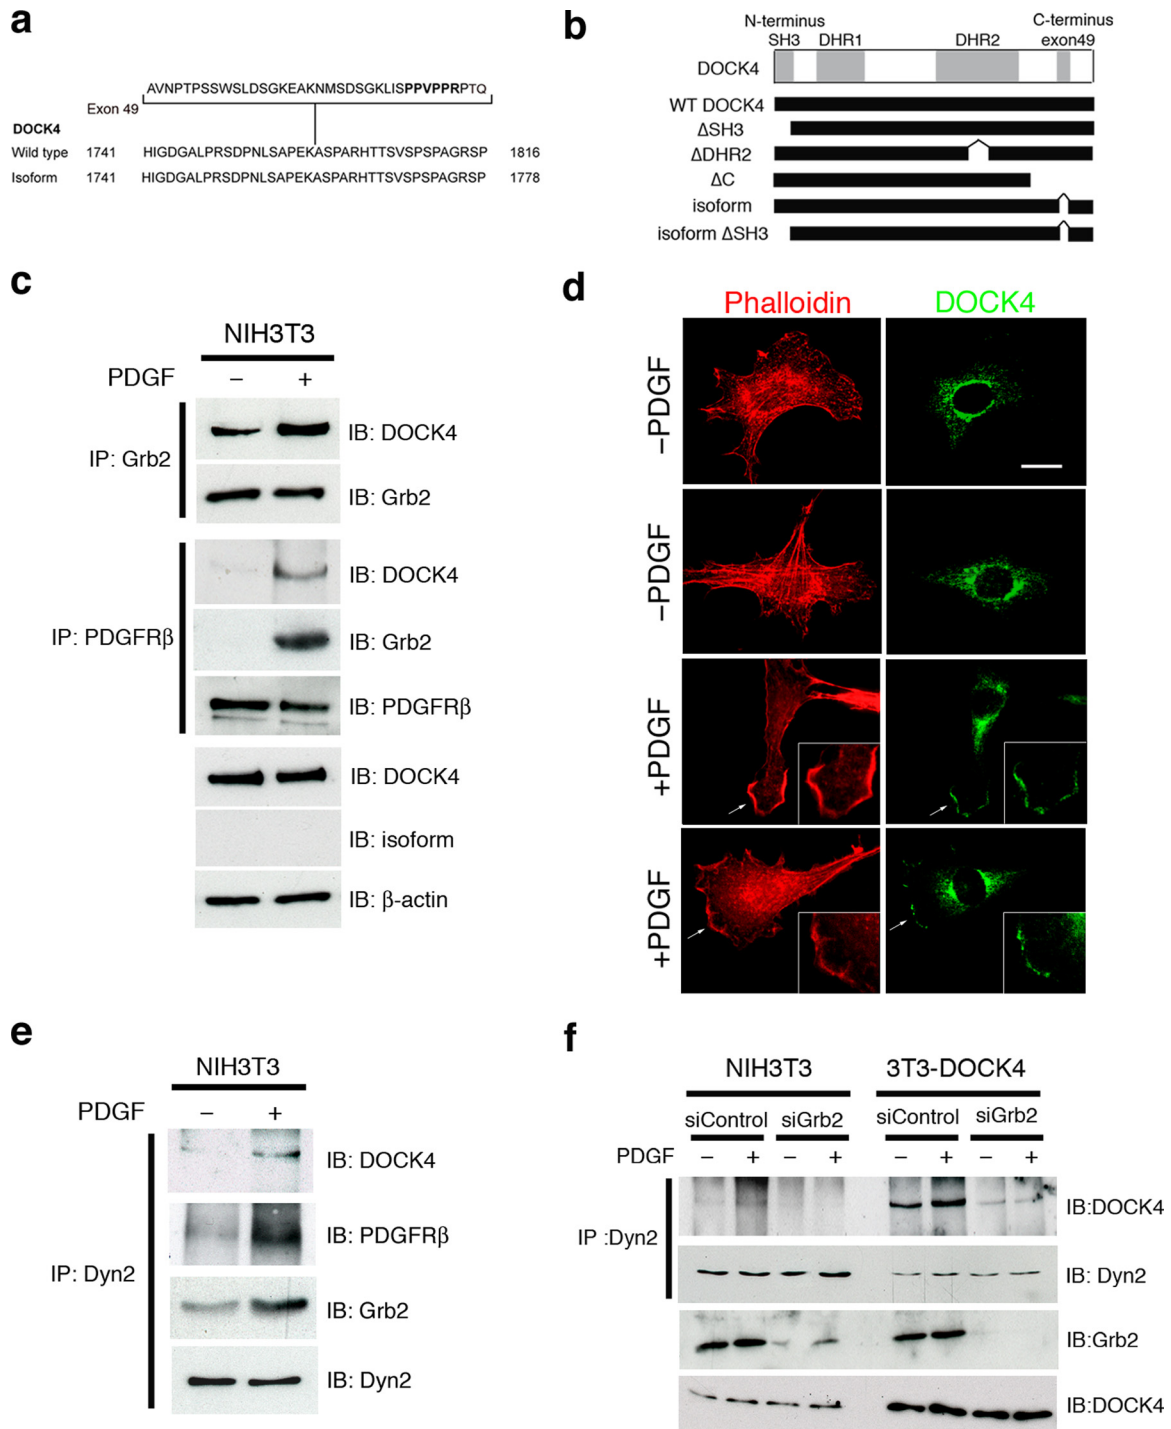 a
AVNPTPSSWSLDSGKEAKNMSDSGKLISPPVPPRPTQ
Exon 49
DOCK4
Wild type 1741 HIGDGALPRSDPNLSAPEKASPARHTTSVSPSPAGRSP 1816
Isoform 1741 HIGDGALPRSDPNLSAPEKASPARHTTSVSPSPAGRSP 1778
b
N-terminus C-terminus
SH3 DHR1 DHR2 exon49
DOCK4
WT DOCK4
ΔSH3
ΔDHR2
ΔC
isoform
isoform ΔSH3
c
NIH3T3
PDGF – +
IP: Grb2
IB: DOCK4
IB: Grb2
IP: PDGFRβ
IB: DOCK4
IB: Grb2
IB: PDGFRβ
IB: DOCK4
IB: isoform
IB: β-actin
d
Phalloidin DOCK4
–PDGF
–PDGF
+PDGF
+PDGF
e
NIH3T3
PDGF – +
IP: Dyn2
IB: DOCK4
IB: PDGFRβ
IB: Grb2
IB: Dyn2
f
NIH3T3 3T3-DOCK4
siControl siGrb2 siControl siGrb2
PDGF – + – + – + – +
IP :Dyn2
IB:DOCK4
IB: Dyn2
IB:Grb2
IB:DOCK4